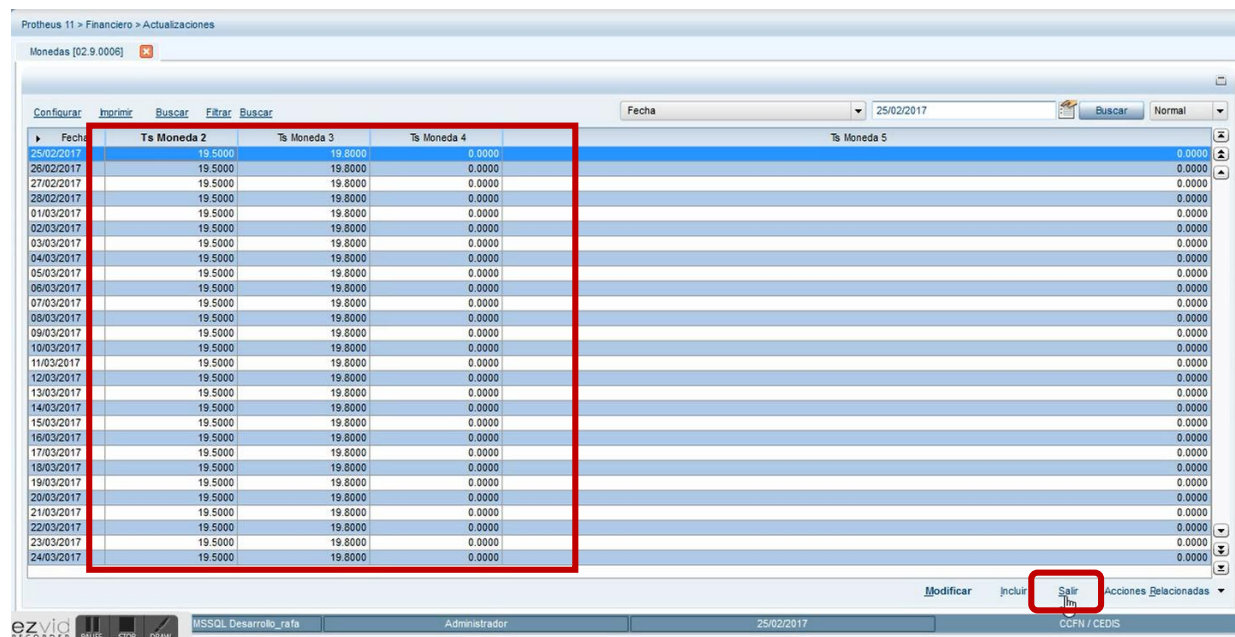 Protheus 11 > Financiero > Actualizaciones
Monedas [02.9.0006]
Configurar Imprimir Buscar Filtrar Buscar Fecha 25/02/2017 Buscar Normal
Fecha Ts Moneda 2 Ts Moneda 3 Ts Moneda 4 Ts Moneda 5
25/02/2017 19.5000 19.8000 0.0000 0.0000
26/02/2017 19.5000 19.8000 0.0000 0.0000
27/02/2017 19.5000 19.8000 0.0000 0.0000
28/02/2017 19.5000 19.8000 0.0000 0.0000
01/03/2017 19.5000 19.8000 0.0000 0.0000
02/03/2017 19.5000 19.8000 0.0000 0.0000
03/03/2017 19.5000 19.8000 0.0000 0.0000
04/03/2017 19.5000 19.8000 0.0000 0.0000
05/03/2017 19.5000 19.8000 0.0000 0.0000
06/03/2017 19.5000 19.8000 0.0000 0.0000
07/03/2017 19.5000 19.8000 0.0000 0.0000
08/03/2017 19.5000 19.8000 0.0000 0.0000
09/03/2017 19.5000 19.8000 0.0000 0.0000
10/03/2017 19.5000 19.8000 0.0000 0.0000
11/03/2017 19.5000 19.8000 0.0000 0.0000
12/03/2017 19.5000 19.8000 0.0000 0.0000
13/03/2017 19.5000 19.8000 0.0000 0.0000
14/03/2017 19.5000 19.8000 0.0000 0.0000
15/03/2017 19.5000 19.8000 0.0000 0.0000
16/03/2017 19.5000 19.8000 0.0000 0.0000
17/03/2017 19.5000 19.8000 0.0000 0.0000
18/03/2017 19.5000 19.8000 0.0000 0.0000
19/03/2017 19.5000 19.8000 0.0000 0.0000
20/03/2017 19.5000 19.8000 0.0000 0.0000
21/03/2017 19.5000 19.8000 0.0000 0.0000
22/03/2017 19.5000 19.8000 0.0000 0.0000
23/03/2017 19.5000 19.8000 0.0000 0.0000
24/03/2017 19.5000 19.8000 0.0000 0.0000
Modificar Incluir Salir Acciones Relacionadas
ezvid MSSQL Desarrollo_rafa Administrador 25/02/2017 CCFN / CEDIS
RECORDER PAUSE STOP DRAW